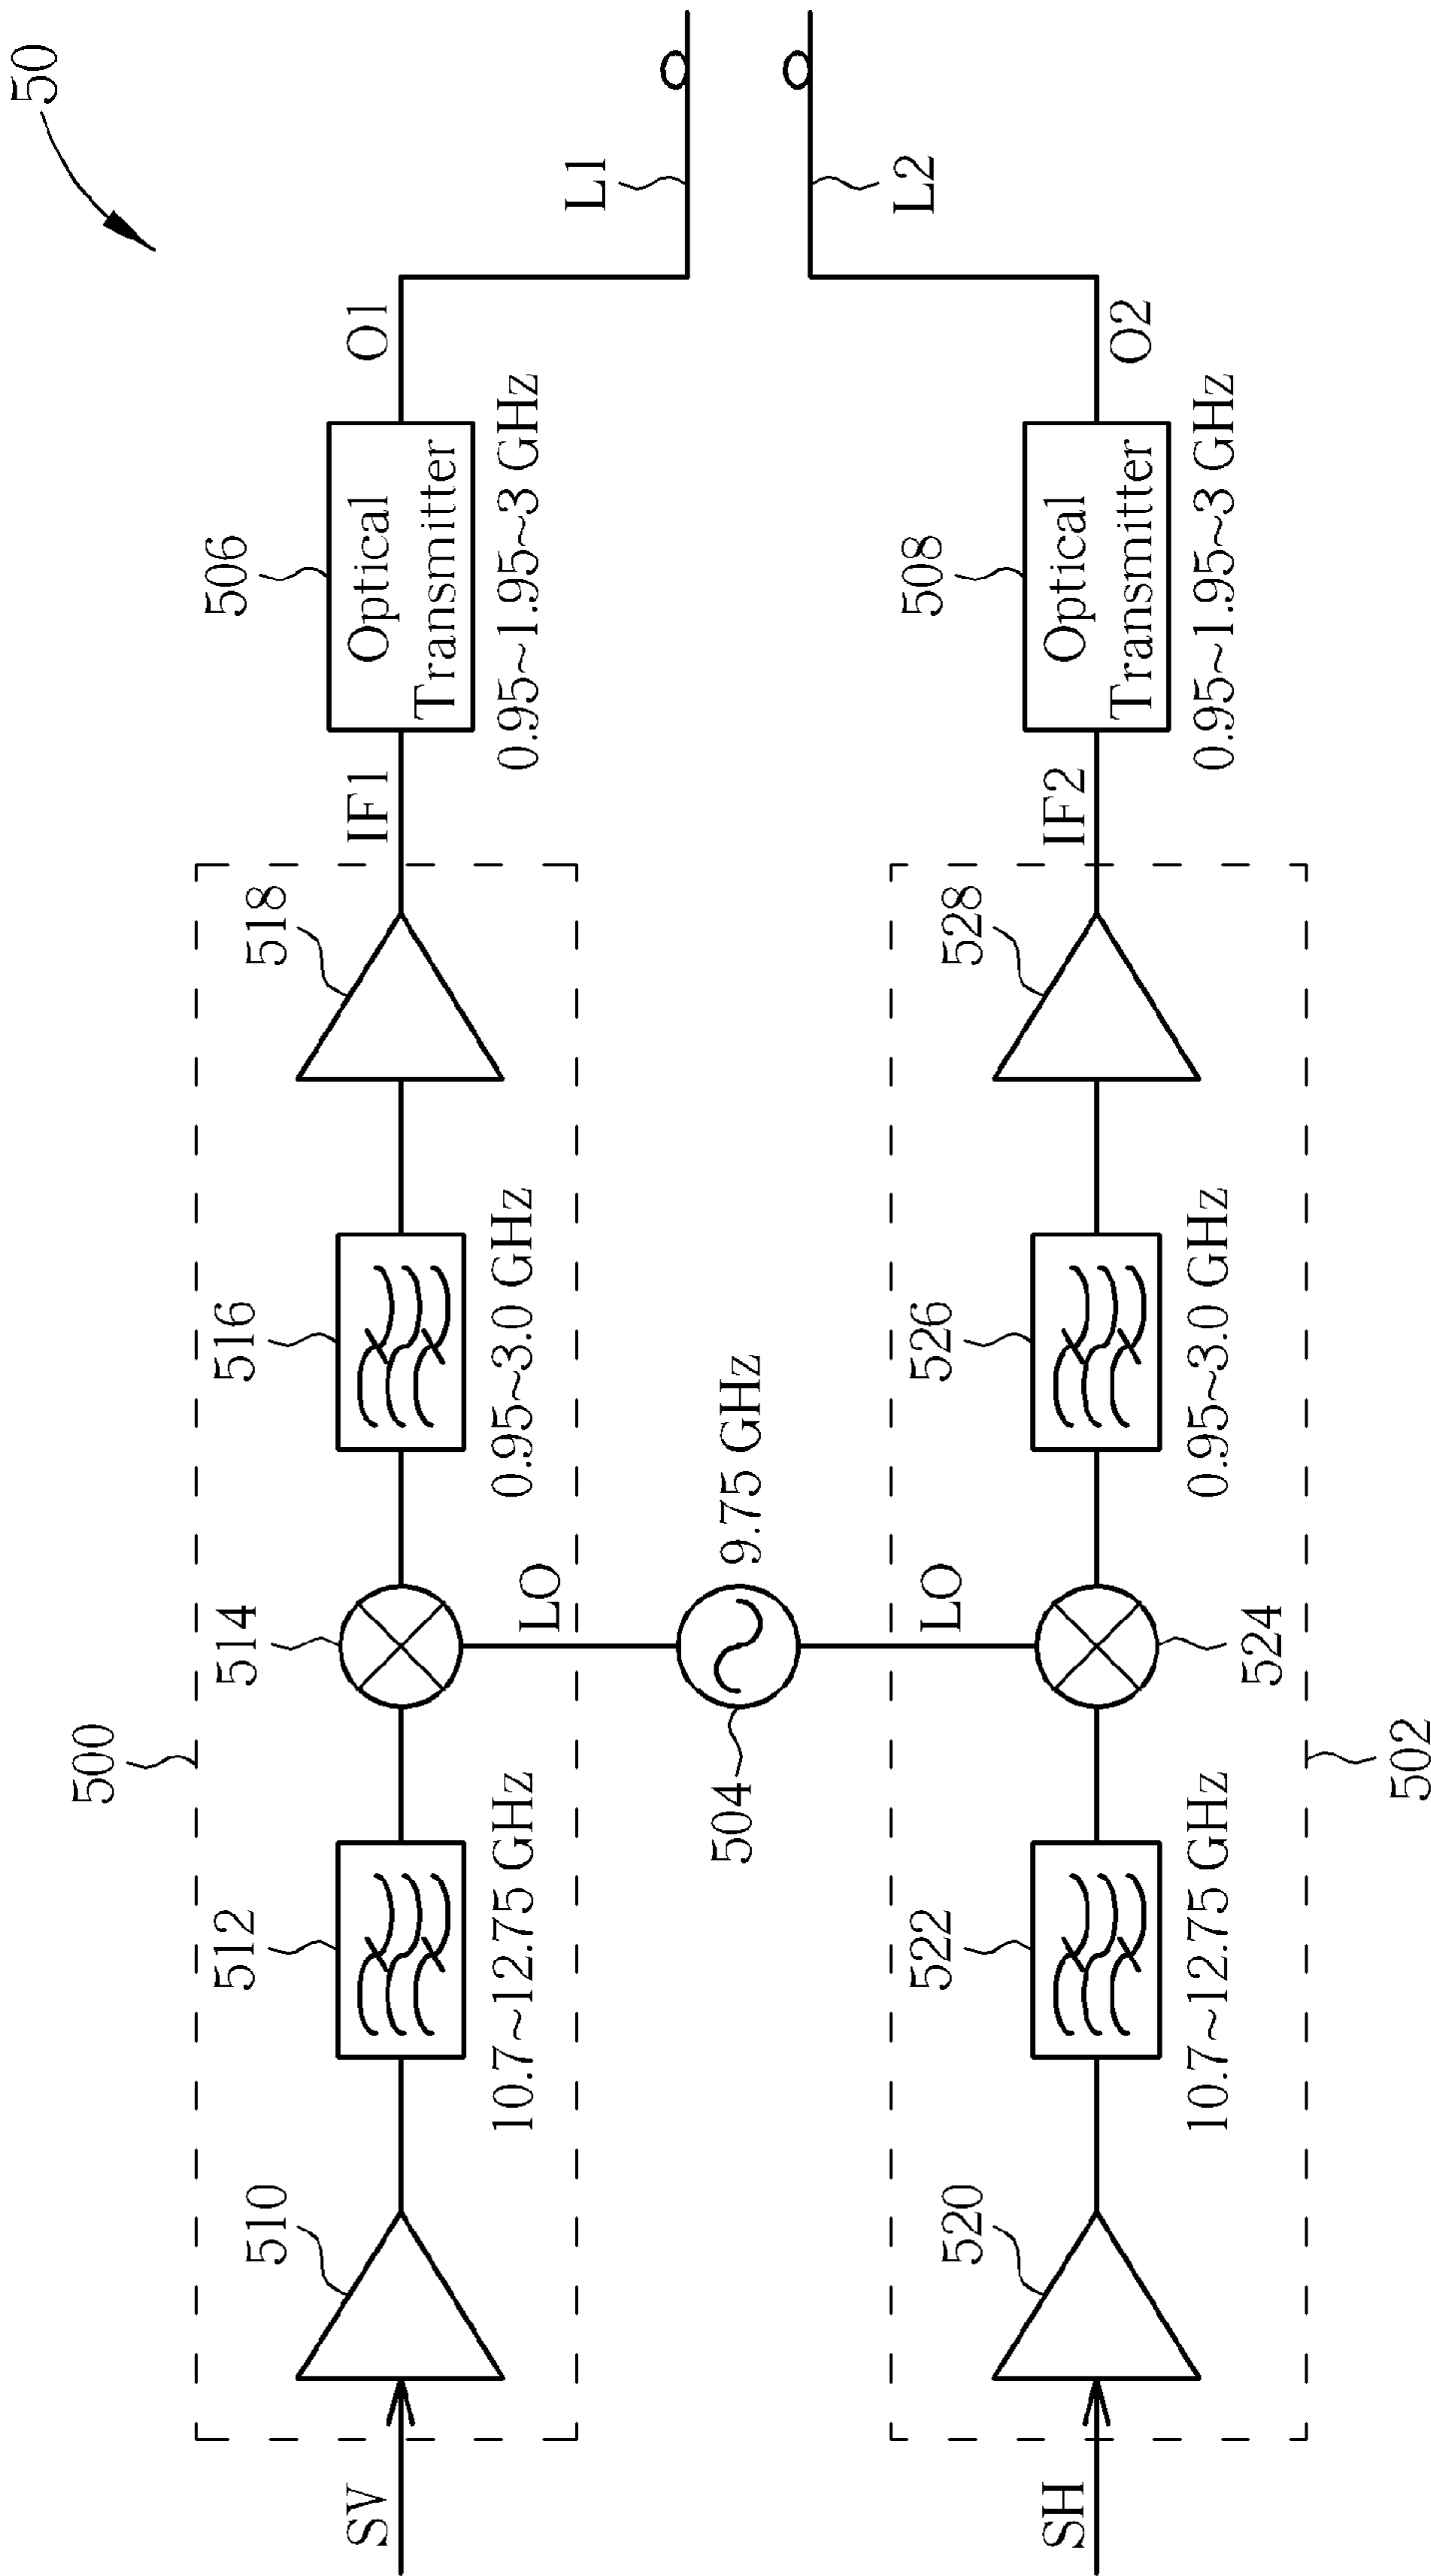 50
500
510
512
514
516
518
506
SV
IF1
Optical
Transmitter
O1
10.7~12.75 GHz
LO
0.95~3.0 GHz
0.95~1.95~3 GHz
L1
504
9.75 GHz
L2
520
522
LO
526
528
508
SH
IF2
Optical
Transmitter
O2
10.7~12.75 GHz
524
0.95~3.0 GHz
0.95~1.95~3 GHz
502